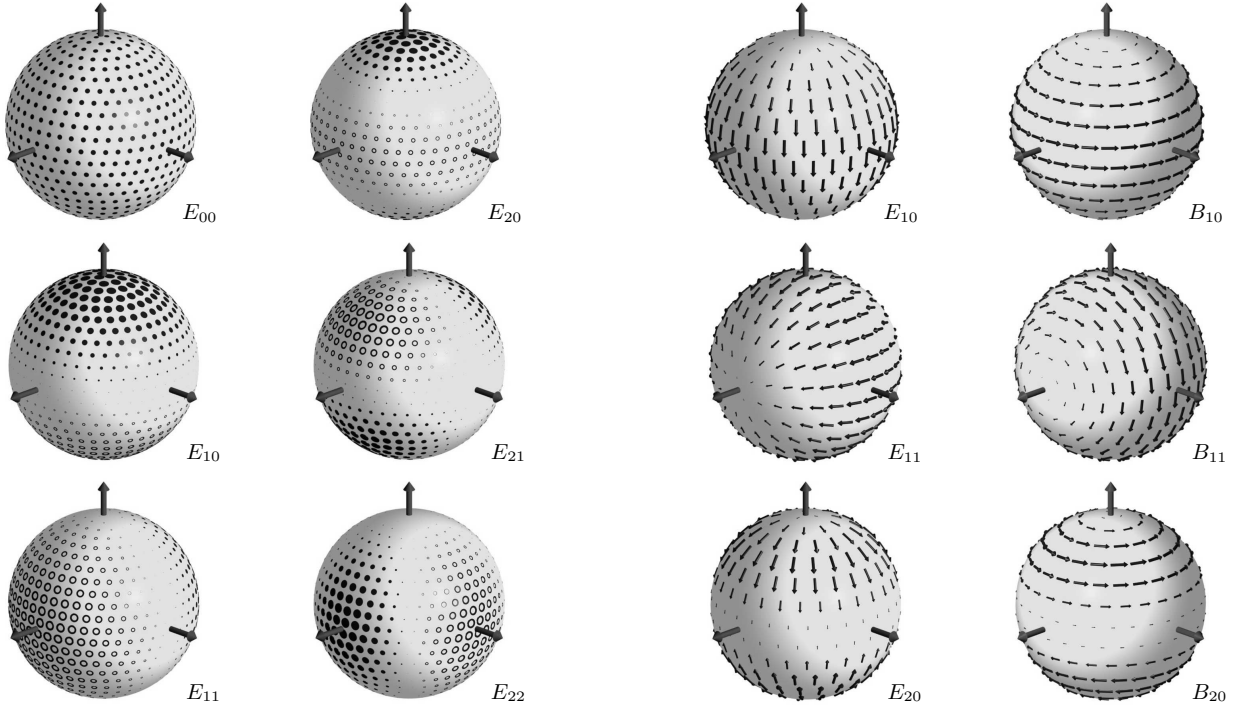 E₀₀ E₂₀ E₁₀ B₁₀
E₁₀ E₂₁ E₁₁ B₁₁
E₁₁ E₂₂ E₂₀ B₂₀